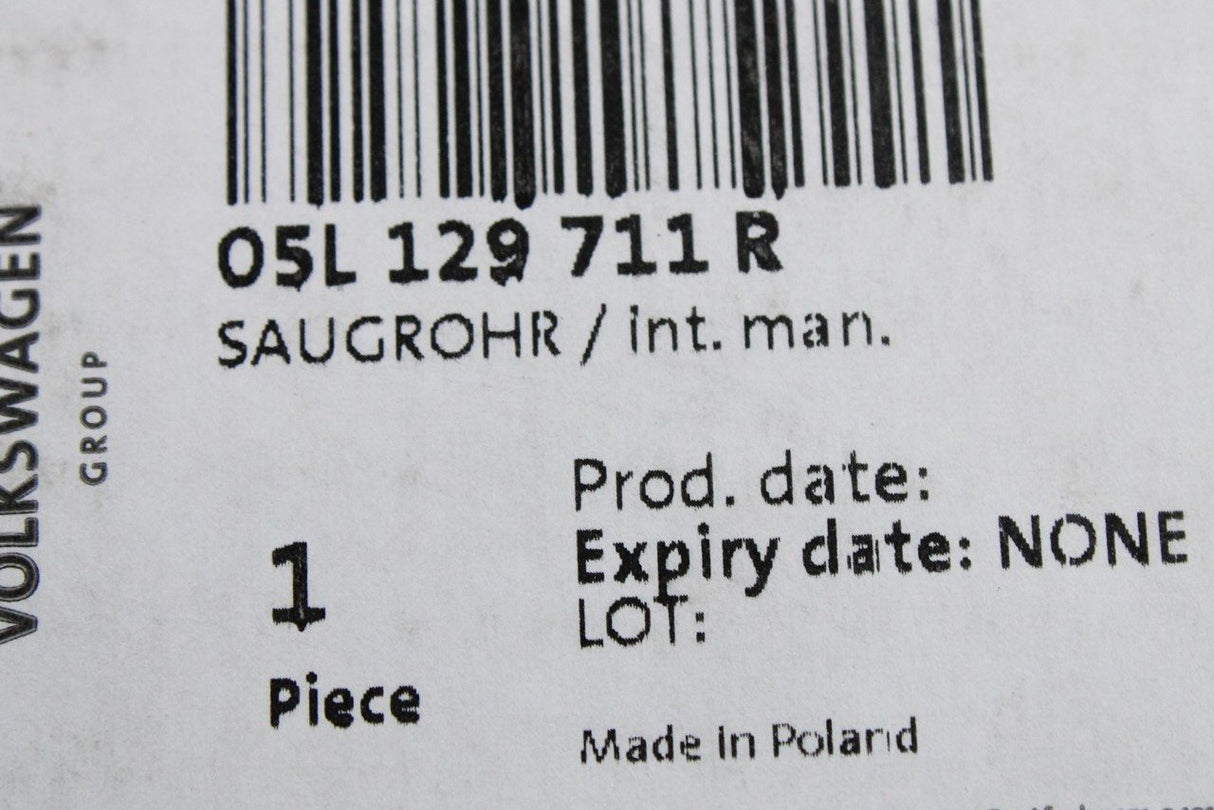 05L 129 711 R
SAUGROHR / int. man.
VOLKSWAGEN
GROUP
Prod. date:
Expiry date: NONE
LOT:
1
Piece
Made in Poland